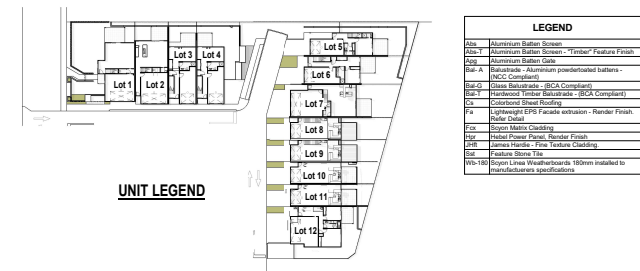 Lot 1
Lot 2
Lot 3
Lot 4
Lot 5
Lot 6
Lot 7
Lot 8
Lot 9
Lot 10
Lot 11
Lot 12
UNIT LEGEND
LEGEND
Abs Aluminium Batten Screen
Abs-T Aluminium Batten Screen - "Timber" Feature Finish
Apg Aluminium Batten Gate
Bal- A Balustrade - Aluminium powdertoated battens -
(NCC Compliant)
Bal-G Glass Balustrade - (BCA Compliant)
Bal-T Hardwood Timber Balustrade - (BCA Compliant)
Cs Colorbond Sheet Roofing
Fa Lightweight EPS Facade extrusion - Render Finish.
Refer Detail
Fcx Scyon Matrix Cladding
Hpr Hebel Power Panel, Render Finish
JHft James Hardie - Fine Texture Cladding.
Sst Feature Stone Tile
Wb-180 Scyon Linea Weatherboards 180mm installed to
manufactuerers specifications